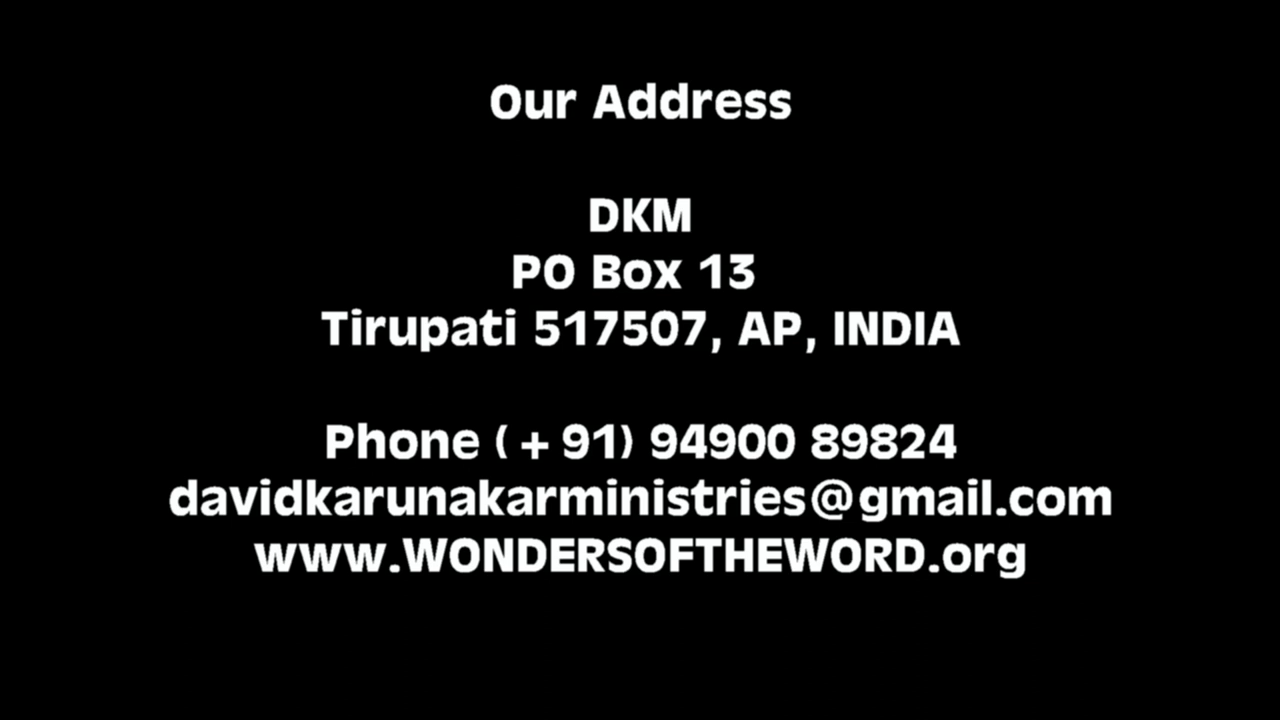 Our Address
DKM
PO Box 13
Tirupati 517507, AP, INDIA
Phone (+91) 94900 89824
davidkarunakarministries@gmail.com
www.WONDERSOFTHEWORD.org